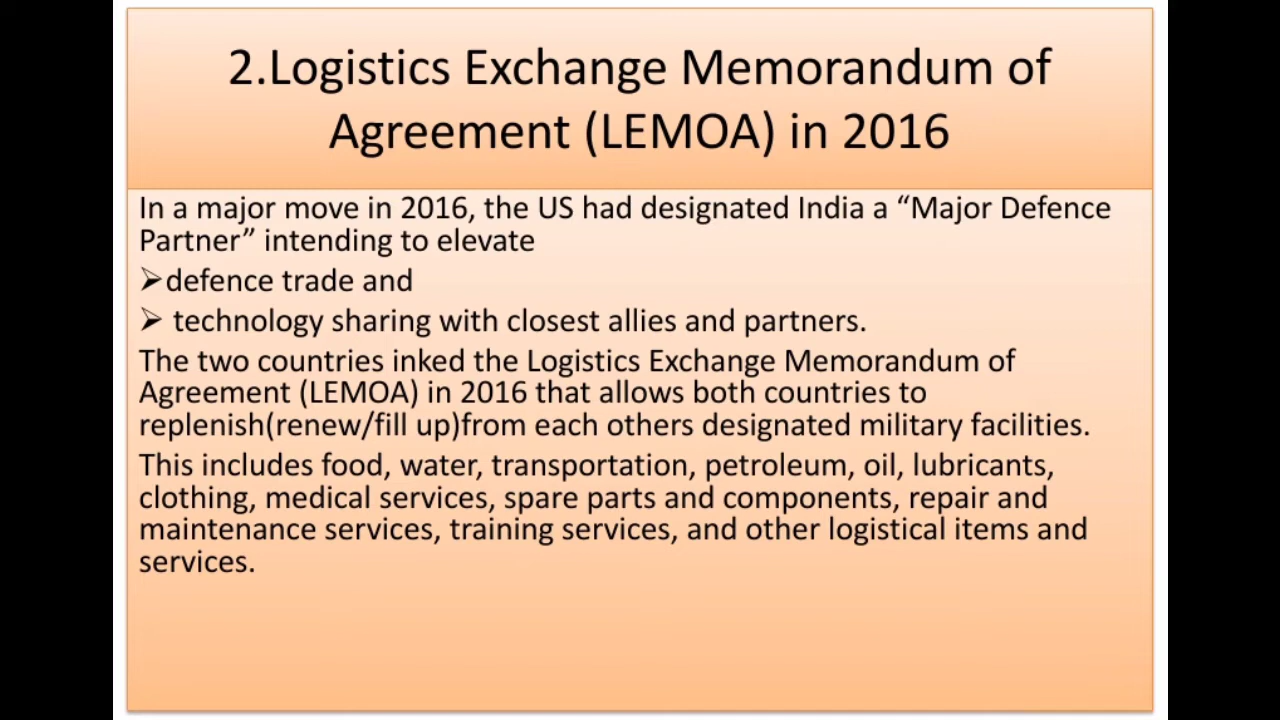 2.Logistics Exchange Memorandum of
Agreement (LEMOA) in 2016
In a major move in 2016, the US had designated India a “Major Defence
Partner” intending to elevate
➢defence trade and
➢ technology sharing with closest allies and partners.
The two countries inked the Logistics Exchange Memorandum of
Agreement (LEMOA) in 2016 that allows both countries to
replenish(renew/fill up)from each others designated military facilities.
This includes food, water, transportation, petroleum, oil, lubricants,
clothing, medical services, spare parts and components, repair and
maintenance services, training services, and other logistical items and
services.